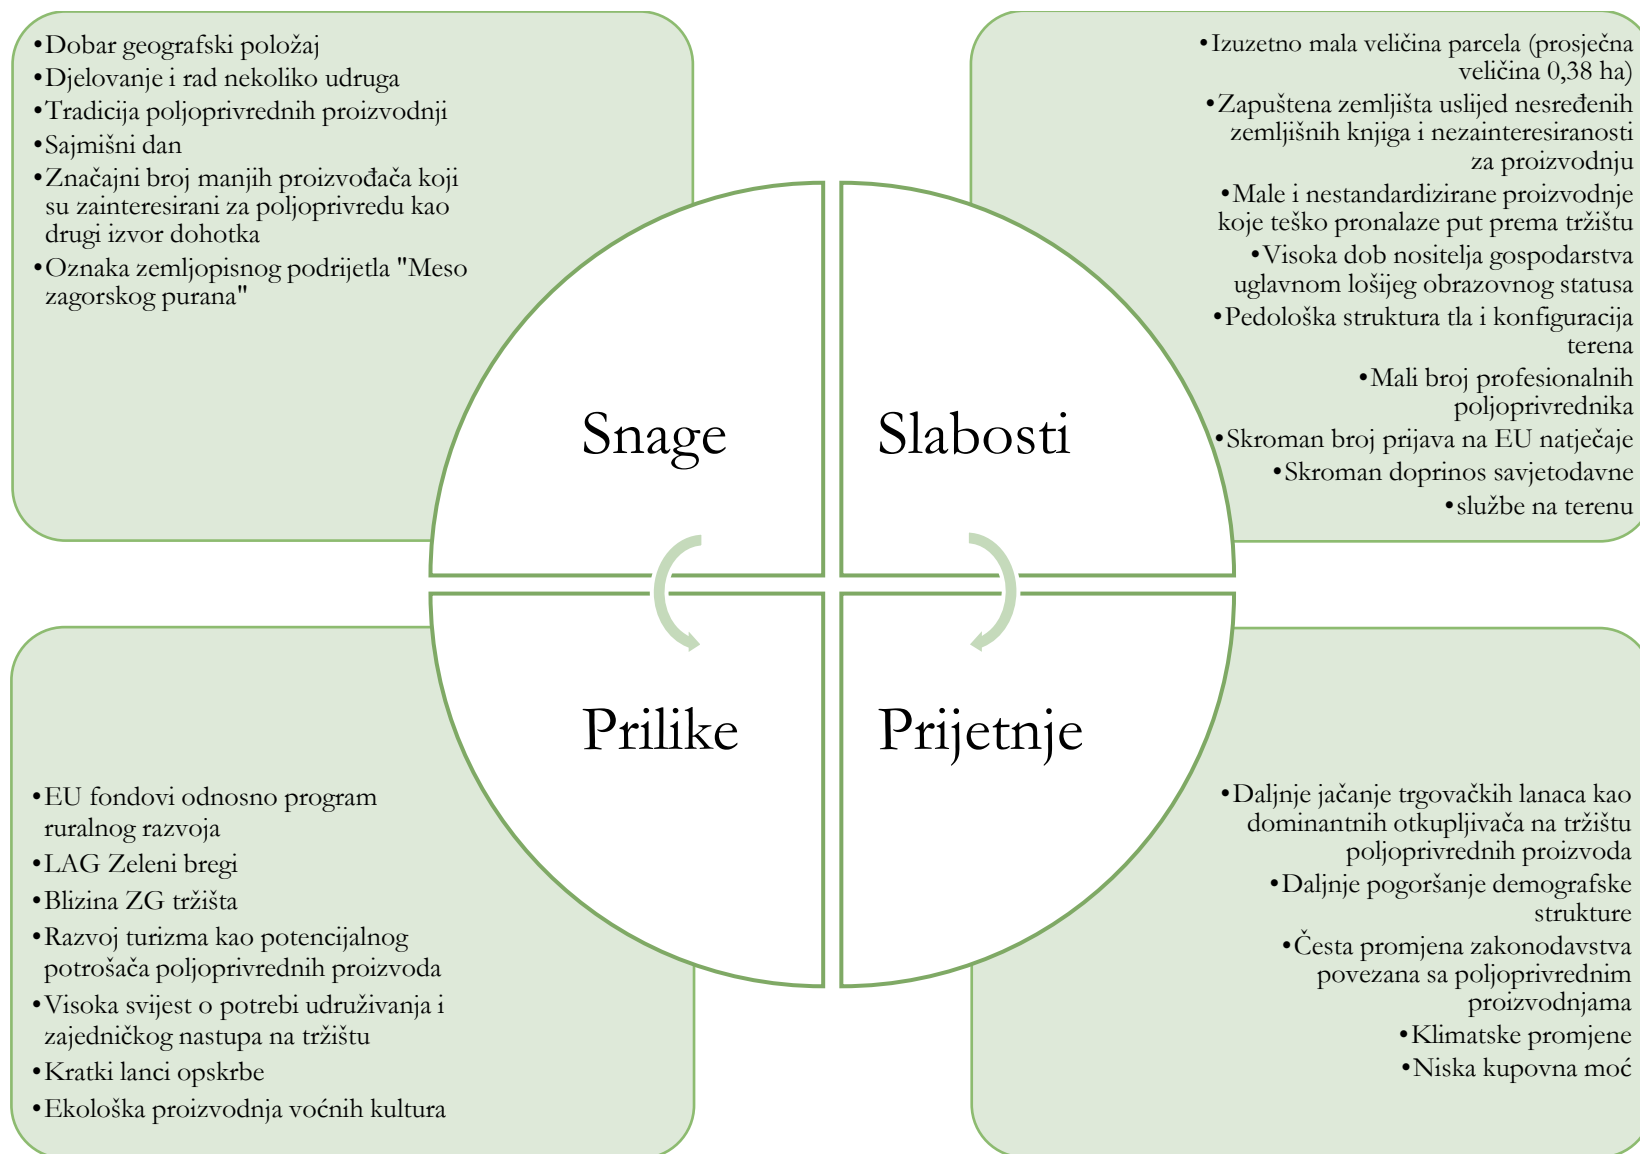 •Dobar geografski položaj
•Djelovanje i rad nekoliko udruga
•Tradicija poljoprivrednih proizvodnji
•Sajmišni dan
•Značajni broj manjih proizvođača koji
su zainteresirani za poljoprivredu kao
drugi izvor dohotka
•Oznaka zemljopisnog podrijetla "Meso
zagorskog purana"
•Izuzetno mala veličina parcela (prosječna
veličina 0,38 ha)
•Zapuštena zemljišta uslijed nesređenih
zemljišnih knjiga i nezainteresiranosti
za proizvodnju
•Male i nestandardizirane proizvodnje
koje teško pronalaze put prema tržištu
•Visoka dob nositelja gospodarstva
uglavnom lošijeg obrazovnog statusa
•Pedološka struktura tla i konfiguracija
terena
•Mali broj profesionalnih
poljoprivrednika
•Skroman broj prijava na EU natječaje
•Skroman doprinos savjetodavne
•službe na terenu
Snage
Slabosti
Prilike
Prijetnje
•EU fondovi odnosno program
ruralnog razvoja
•LAG Zeleni bregi
•Blizina ZG tržišta
•Razvoj turizma kao potencijalnog
potrošača poljoprivrednih proizvoda
•Visoka svijest o potrebi udruživanja i
zajedničkog nastupa na tržištu
•Kratki lanci opskrbe
•Ekološka proizvodnja voćnih kultura
•Daljnje jačanje trgovačkih lanaca kao
dominantnih otkupljivača na tržištu
poljoprivrednih proizvoda
•Daljnje pogoršanje demografske
strukture
•Česta promjena zakonodavstva
povezana sa poljoprivrednim
proizvodnjama
•Klimatske promjene
•Niska kupovna moć